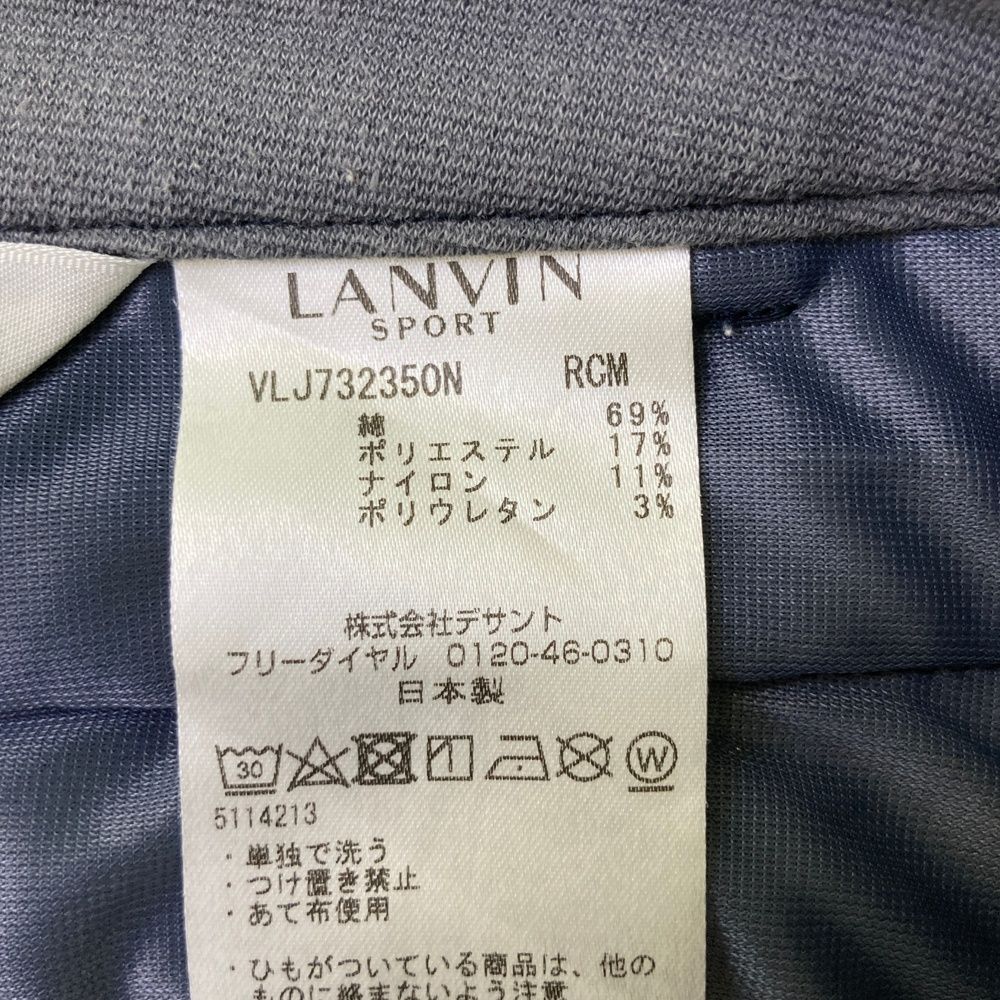 LANVIN
SPORT
VLJ732350N RCM
綿 69%
ポリエステル 17%
ナイロン 11%
ポリウレタン 3%
株式会社デサント
フリーダイヤル 0120-46-0310
日本製
30 W
5114213
・単独で洗う
・つけ置き禁止
・あて布使用
・ひもがついている商品は、他の
ものに絡まないよう注意